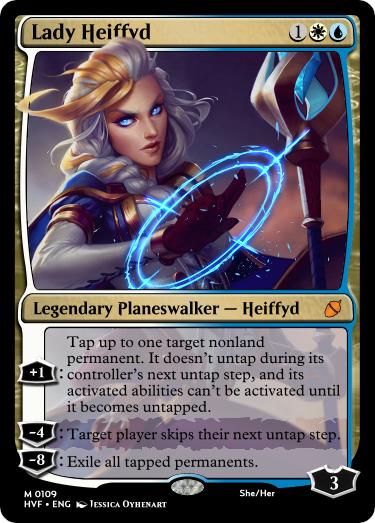 Lady Heiffyd
1
Legendary Planeswalker — Heiffyd
+1
Tap up to one target nonland
permanent. It doesn't untap during its
controller's next untap step, and its
activated abilities can't be activated until
it becomes untapped.
-4: Target player skips their next untap step.
-8: Exile all tapped permanents.
3
M 0109
She/Her
HVF • ENG Jessica Oyhenart